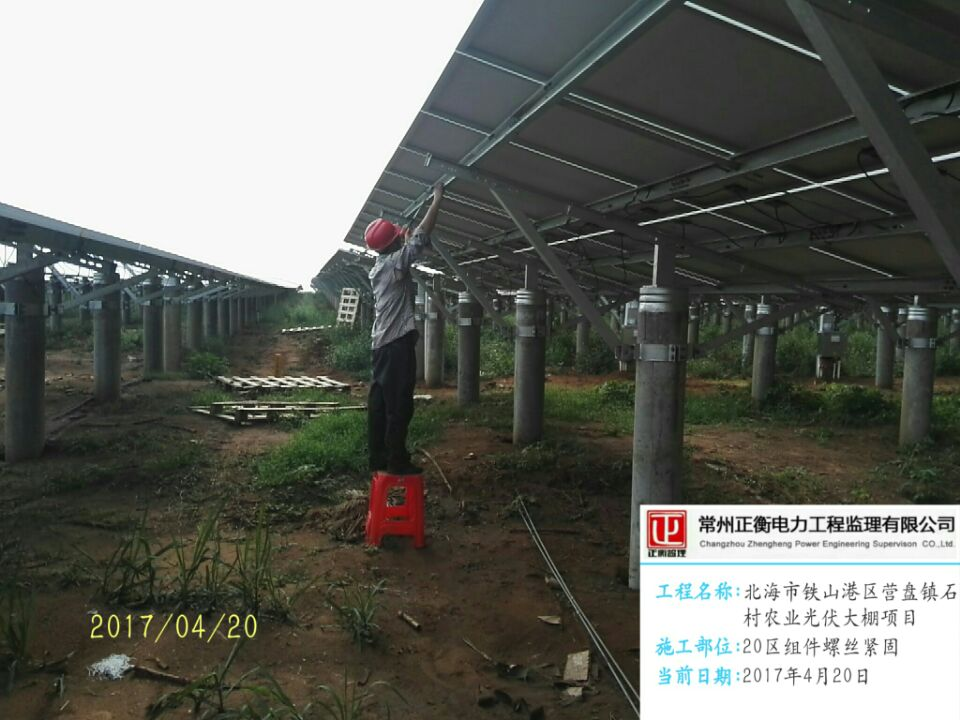 2017/04/20
常州正衡电力工程监理有限公司
正衡管理
Changzhou Zhengheng Power Engineering Supervison CO.,Ltd.
工程名称:北海市铁山港区营盘镇石
村农业光伏大棚项目
施工部位:20区组件螺丝紧固
当前日期:2017年4月20日